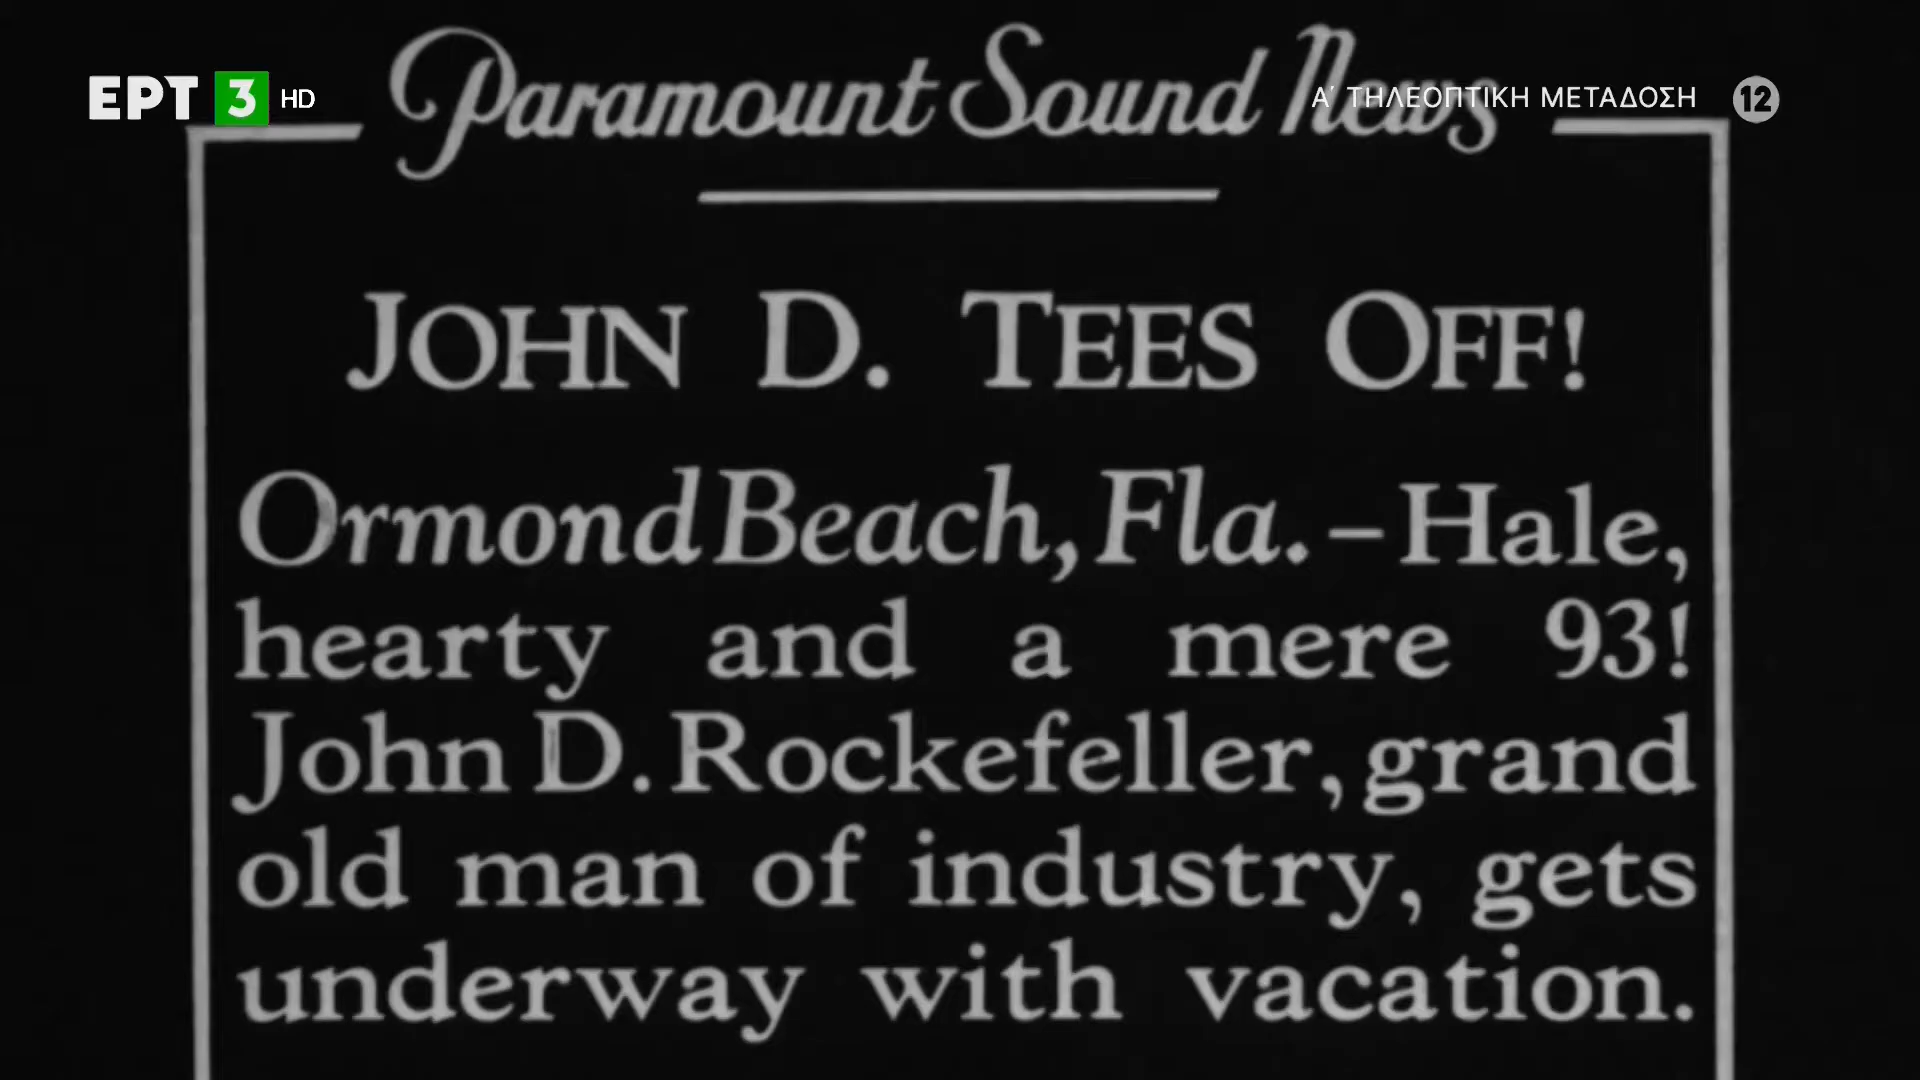 Paramount Sound News
ΕΡΤ 3 HD
Α΄ ΤΗΛΕΟΠΤΙΚΗ ΜΕΤΑΔΟΣΗ 12
JOHN D. TEES OFF!
Ormond Beach, Fla. – Hale,
hearty and a mere 93!
John D. Rockefeller, grand
old man of industry, gets
underway with vacation.